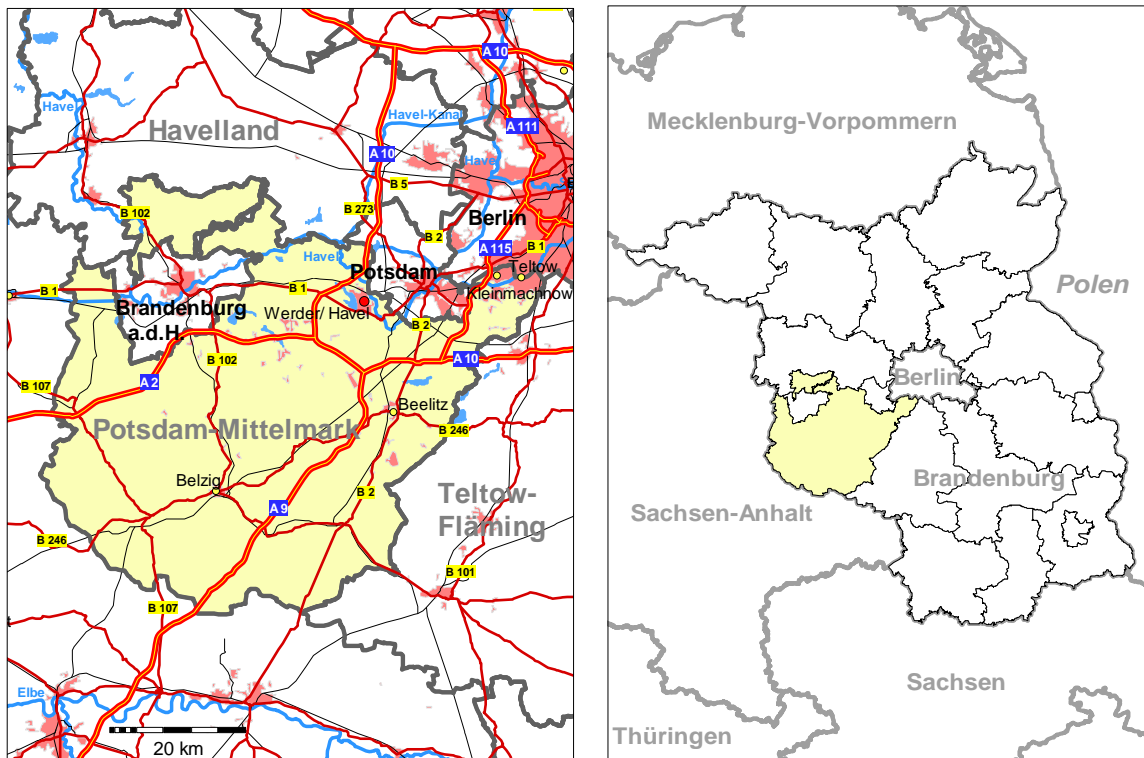 A 10
Have
Havel-Kanal
Havelland
A 111
A 10
Have
B 5
B 102
B 273
Berlin
B 2
B 1
A 115
Havel
Potsdam
Teltow
B 1
B 1
Kleinmachnow
Brandenburg
a.d.H.
Werder/ Havel
B 2
B 102
A 10
B 107
A 2
Beelitz
Potsdam-Mittelmark
B 246
Belzig
B 2
Teltow-
Fläming
A 9
B 246
B 101
B 107
Elbe
20 km
Mecklenburg-Vorpommern
Polen
Berlin
Brandenburg
Sachsen-Anhalt
Sachsen
Thüringen